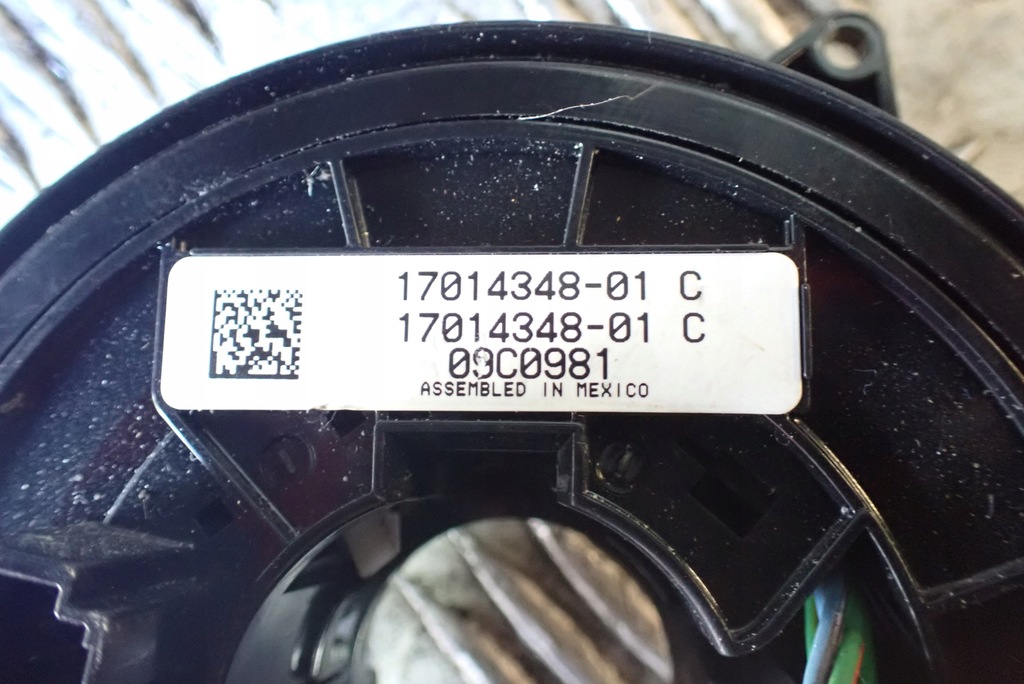 17014348-01 C
17014348-01 C
09C0981
ASSEMBLED IN MEXICO